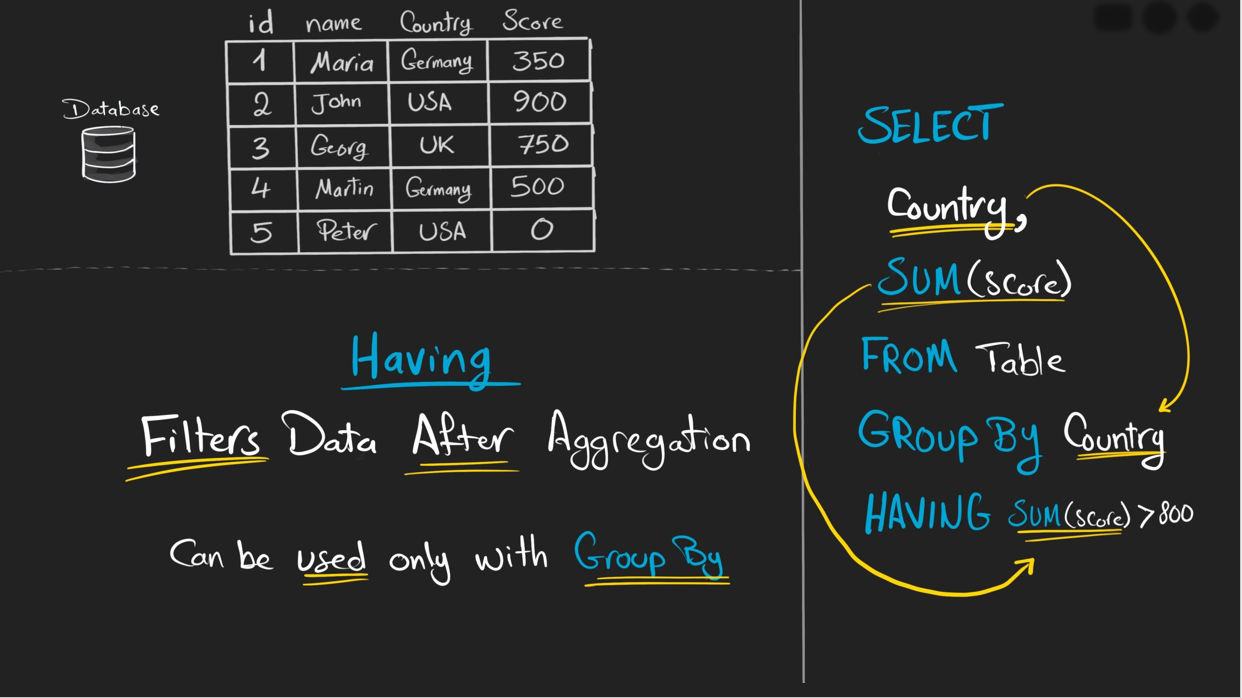 id name Country Score
1 Maria Germany 350
2 John USA 900
3 Georg UK 750
4 Martin Germany 500
5 Peter USA 0
Database
Having
Filters Data After Aggregation
Can be used only with Group By
SELECT
Country,
SUM(score)
FROM Table
GROUP By Country
HAVING SUM(score) >800